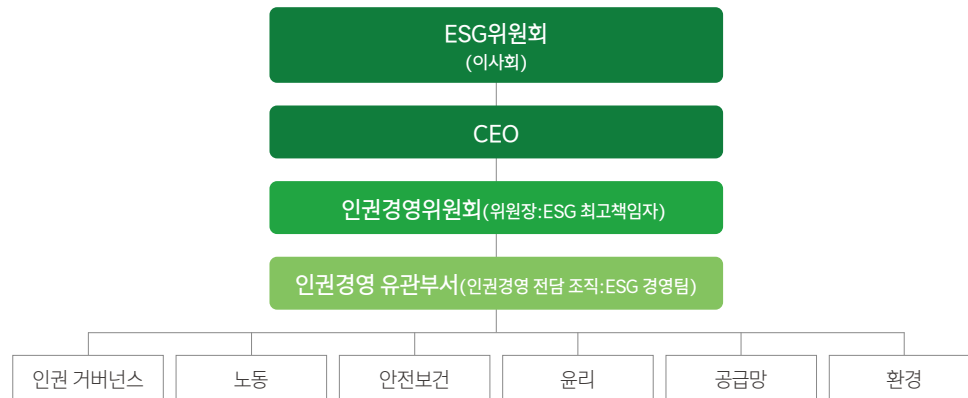 ESG위원회
(이사회)
CEO
인권경영위원회(위원장:ESG 최고책임자)
인권경영 유관부서(인권경영 전담 조직:ESG 경영팀)
인권 거버넌스
노동
안전보건
윤리
공급망
환경